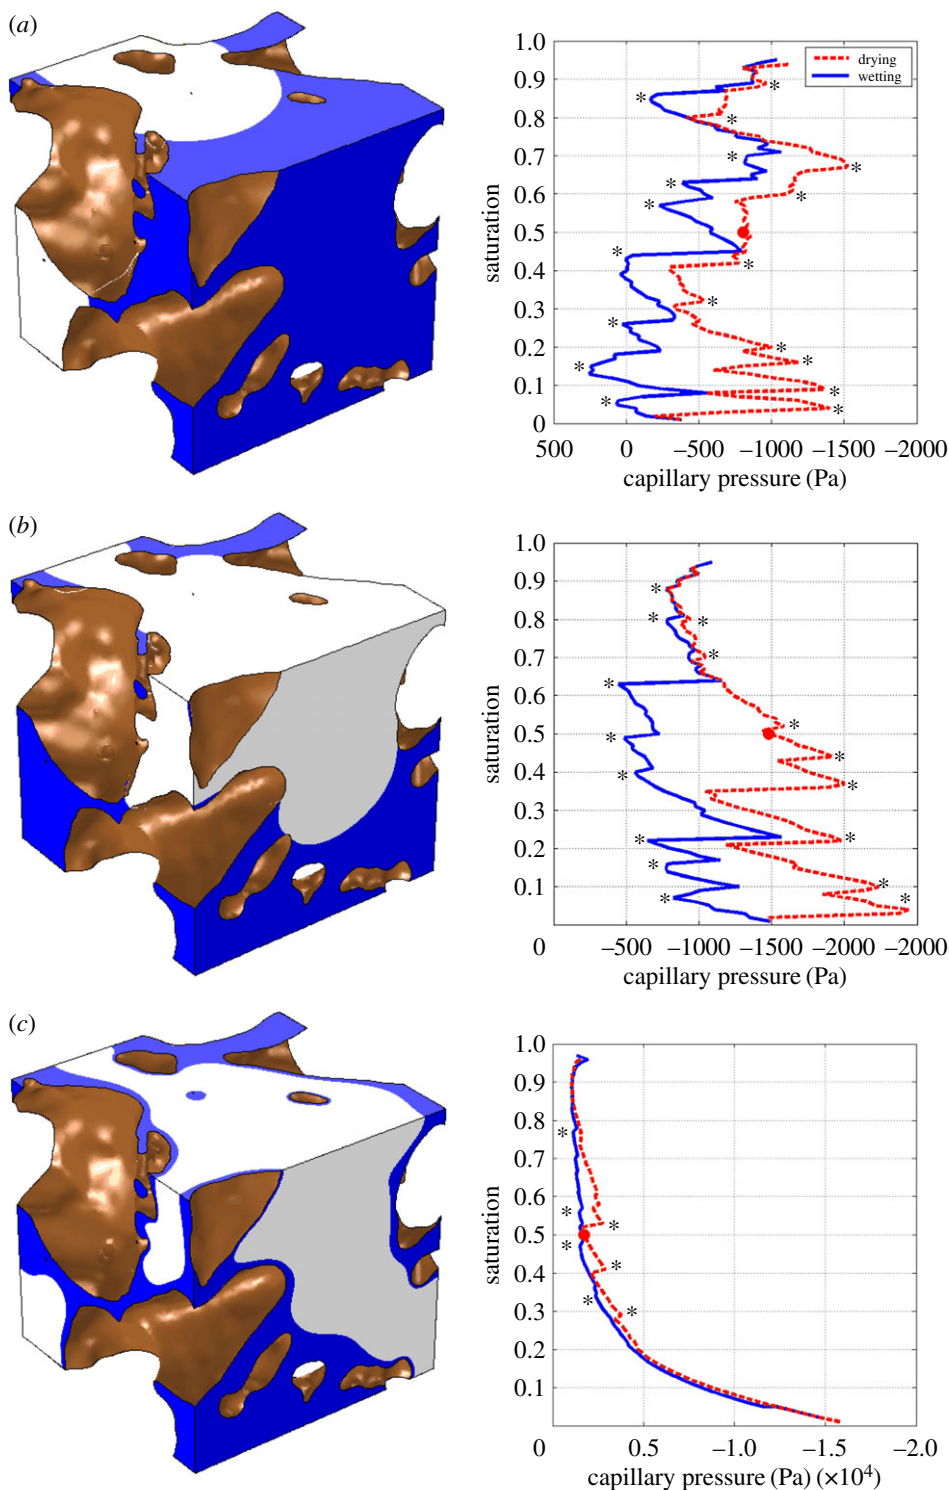 (a)
1.0
0.9
0.8
0.7
0.6
0.5
0.4
0.3
0.2
0.1
0
saturation
drying
wetting
* * * * * * * * * * * * * * * * * *
500 0 –500 –1000 –1500 –2000
capillary pressure (Pa)
(b)
1.0
0.9
0.8
0.7
0.6
0.5
0.4
0.3
0.2
0.1
saturation
* * * * * * * * * * * * * * *
0 –500 –1000 –1500 –2000 –2000
capillary pressure (Pa)
(c)
1.0
0.9
0.8
0.7
0.6
0.5
0.4
0.3
0.2
0.1
saturation
* * * * * * *
0 0.5 –1.0 –1.5 –2.0
capillary pressure (Pa) (×10⁴)